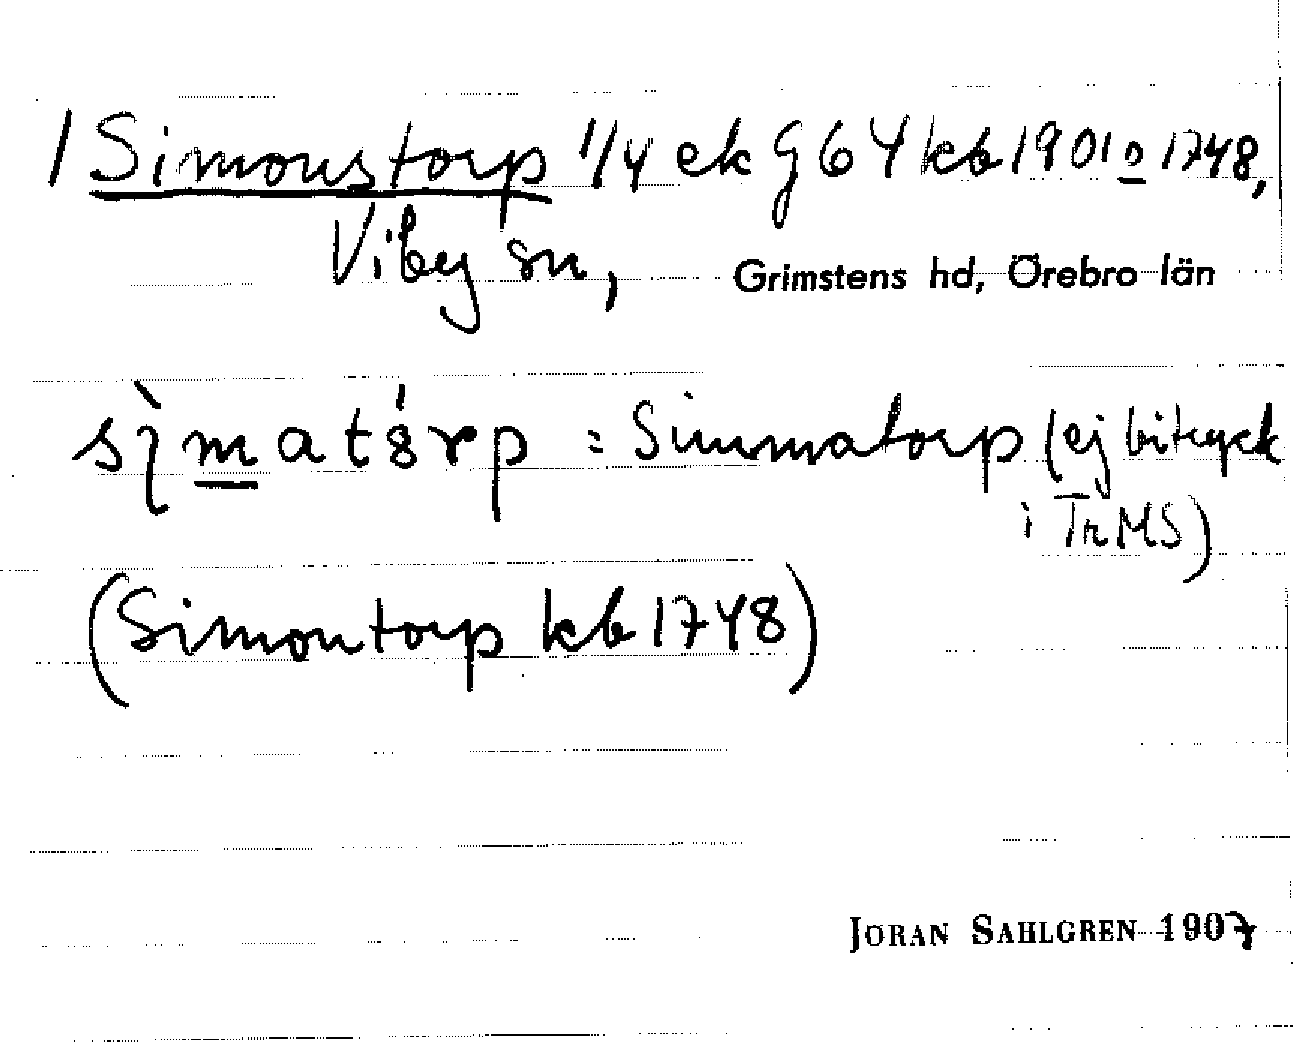 1 Simonstorp 1/4 ek G 64 kb 1901 o 1748,
Viby sn, Grimstens hd, Örebro län
= Simmatorp (ej bitryck
i TrMS)
(Simontorp kb 1748)
JORAN SAHLGREN 1907